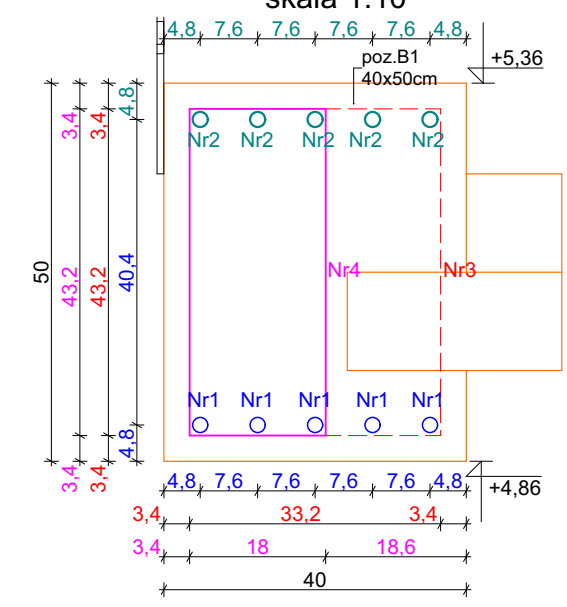 skala 1:10
4,8 7,6 7,6 7,6 7,6 4,8
poz.B1
40x50cm
+5,36
4,8
3,4
3,4
Nr2 Nr2 Nr2 Nr2 Nr2
50
43,2
43,2
40,4
Nr4
Nr3
Nr1 Nr1 Nr1 Nr1 Nr1
4,8
3,4
3,4
4,8 7,6 7,6 7,6 7,6 4,8
+4,86
3,4 33,2 3,4
3,4 18 18,6
40